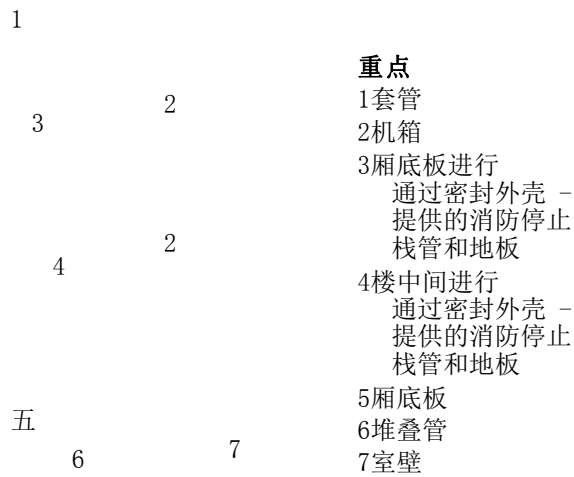 1
2
3
2
4
五
6
7
重点
1套管
2机箱
3厢底板进行
通过密封外壳 –
提供的消防停止
栈管和地板
4楼中间进行
通过密封外壳 –
提供的消防停止
栈管和地板
5厢底板
6堆叠管
7室壁